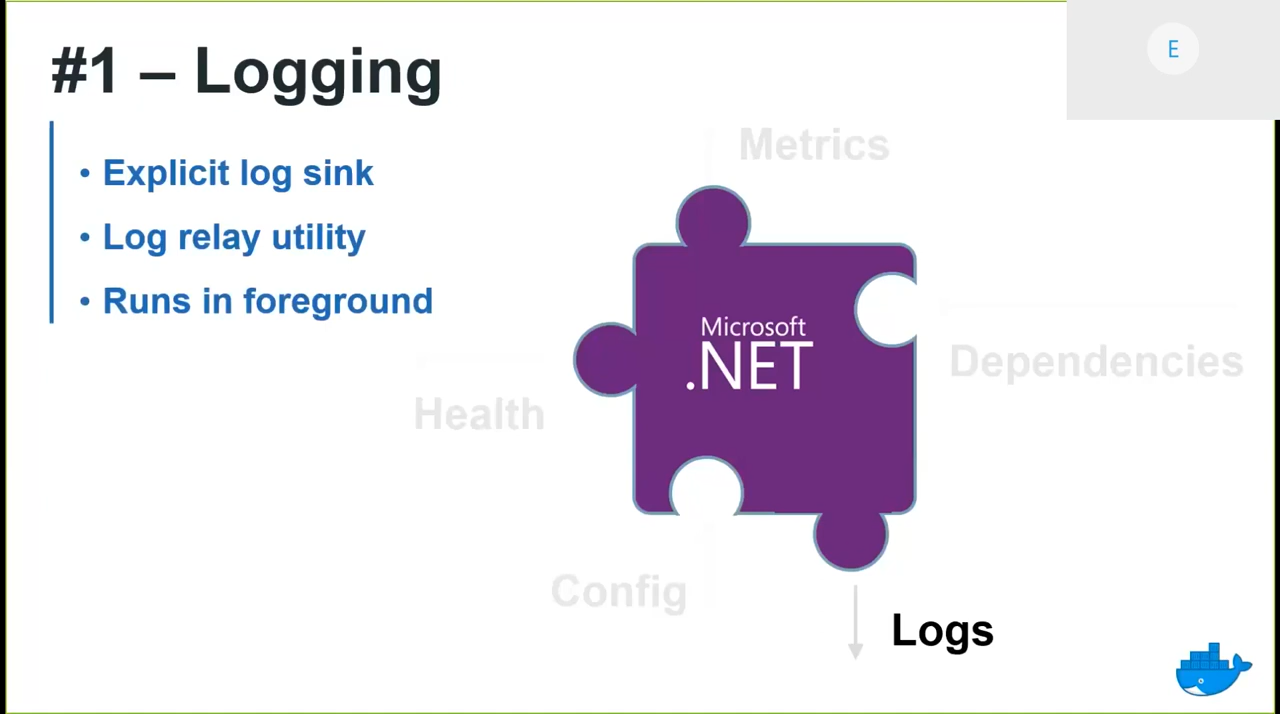 #1 – Logging
E
• Explicit log sink
• Log relay utility
• Runs in foreground
Metrics
Microsoft
.NET
Dependencies
Health
Config
Logs